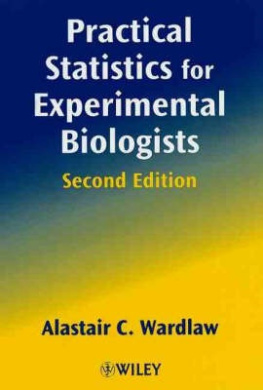 Practical
Statistics for
Experimental
Biologists
Second Edition
Alastair C. Wardlaw
WILEY